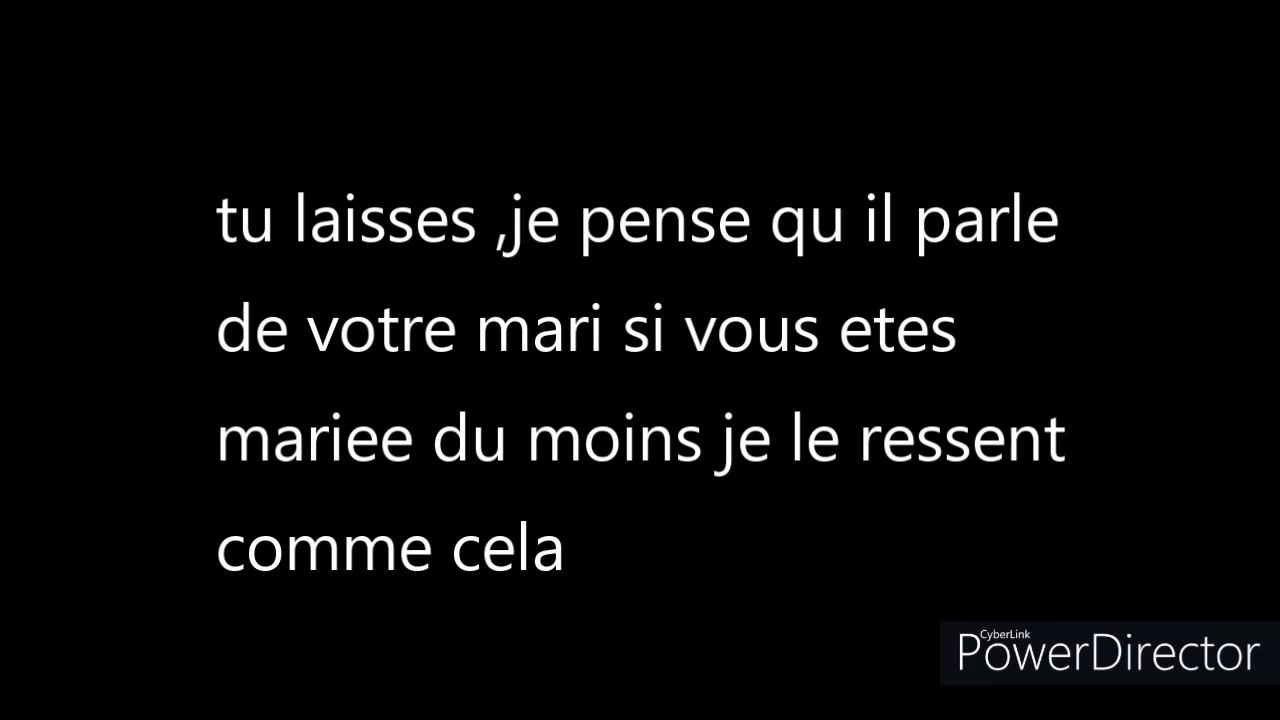 tu laisses ,je pense qu il parle
de votre mari si vous etes
mariee du moins je le ressent
comme cela
CyberLink
PowerDirector